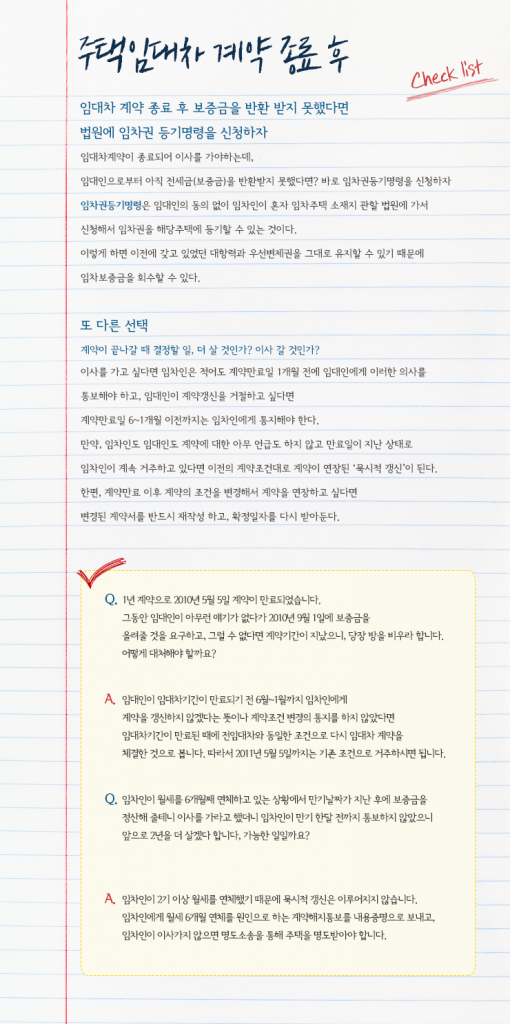 주택임대차 계약 종료 후
Check list
임대차 계약 종료 후 보증금을 반환 받지 못했다면
법원에 임차권 등기명령을 신청하자
임대차계약이 종료되어 이사를 가야하는데,
임대인으로부터 아직 전세금(보증금)을 반환받지 못했다면? 바로 임차권등기명령을 신청하자
임차권등기명령은 임대인의 동의 없이 임차인이 혼자 임차주택 소재지 관할 법원에 가서
신청해서 임차권을 해당주택에 등기할 수 있는 것이다.
이렇게 하면 이전에 갖고 있었던 대항력과 우선변제권을 그대로 유지할 수 있기 때문에
임차보증금을 회수할 수 있다.
또 다른 선택
계약이 끝나갈 때 결정할 일, 더 살 것인가? 이사 갈 것인가?
이사를 가고 싶다면 임차인은 적어도 계약만료일 1개월 전에 임대인에게 이러한 의사를
통보해야 하고, 임대인이 계약갱신을 거절하고 싶다면
계약만료일 6~1개월 이전까지는 임차인에게 통지해야 한다.
만약, 임차인도 임대인도 계약에 대한 아무 언급도 하지 않고 만료일이 지난 상태로
임차인이 계속 거주하고 있다면 이전의 계약조건대로 계약이 연장된 '묵시적 갱신'이 된다.
한편, 계약만료 이후 계약의 조건을 변경해서 계약을 연장하고 싶다면
변경된 계약서를 반드시 재작성 하고, 확정일자를 다시 받아둔다.
Q. 1년 계약으로 2010년 5월 5일 계약이 만료되었습니다.
그동안 임대인이 아무런 얘기가 없다가 2010년 9월 1일에 보증금을
올려줄 것을 요구하고, 그럴 수 없다면 계약기간이 지났으니, 당장 방을 비우라 합니다.
어떻게 대처해야 할까요?
A. 임대인이 임대차기간이 만료되기 전 6월~1월까지 임차인에게
계약을 갱신하지 않겠다는 뜻이나 계약조건 변경의 통지를 하지 않았다면
임대차기간이 만료된 때에 전임대차와 동일한 조건으로 다시 임대차 계약을
체결한 것으로 봅니다. 따라서 2011년 5월 5일까지는 기존 조건으로 거주하시면 됩니다.
Q. 임차인이 월세를 6개월째 연체하고 있는 상황에서 만기날짜가 지난 후에 보증금을
정산해 줄테니 이사를 가라고 했더니 임차인이 만기 한달 전까지 통보하지 않았으니
앞으로 2년을 더 살겠다 합니다, 가능한 일일까요?
A. 임차인이 2기 이상 월세를 연체했기 때문에 묵시적 갱신은 이루어지지 않습니다.
임차인에게 월세 6개월 연체를 원인으로 하는 계약해지통보를 내용증명으로 보내고,
임차인이 이사가지 않으면 명도소송을 통해 주택을 명도받아야 합니다.